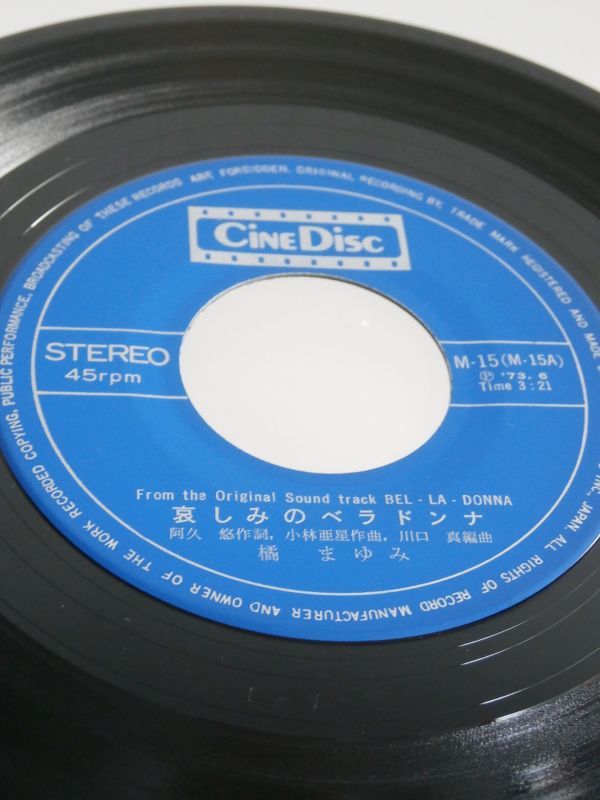 CINEDISC
STEREO
45rpm
M-15(M-15A)
Ⓟ '73. 6
Time 3:21
From the Original Sound track BEL-LA-DONNA
哀しみのベラドンナ
阿久 悠作詞, 小林亜星作曲, 川口 真編曲
橘 まゆみ
INC. JAPAN. ALL RIGHTS OF RECORD MANUFACTURER AND OWNER OF THE WORK RECORDED COPYING, PUBLIC PERFORMANCE, BROADCASTING OF THESE RECORDS ARE FORBIDDEN. ORIGINAL RECORDING BY, TRADE MARK REGISTERED AND MADE